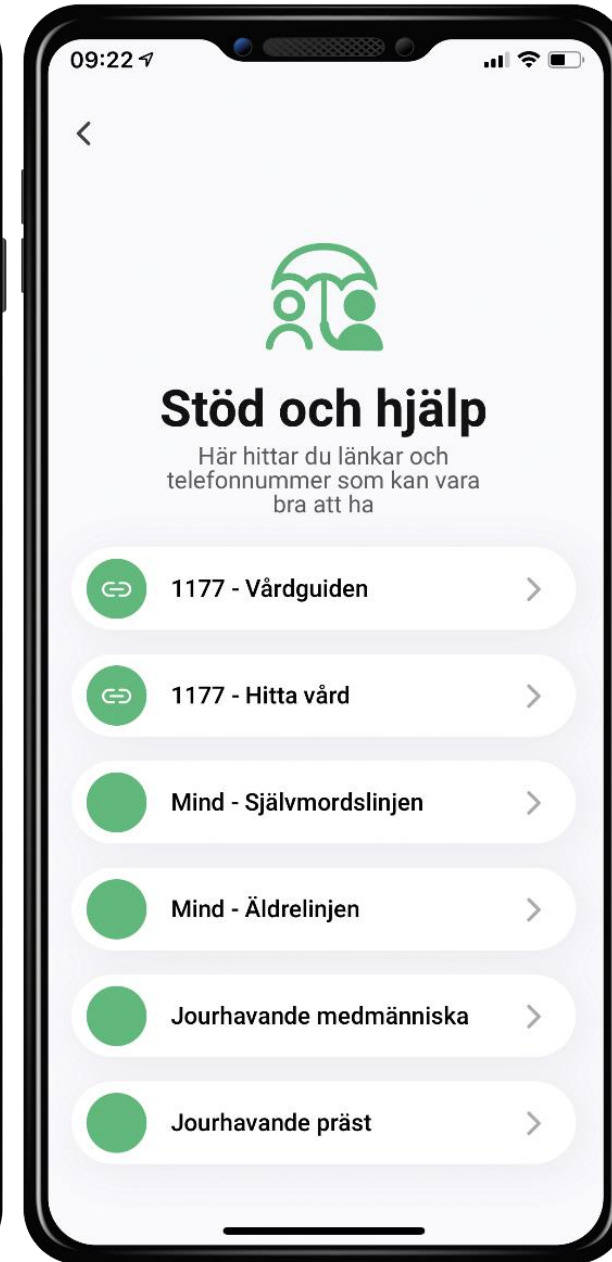 09:22
Stöd och hjälp
Här hittar du länkar och
telefonnummer som kan vara
bra att ha
1177 - Vårdguiden
1177 - Hitta vård
Mind - Självmordslinjen
Mind - Äldrelinjen
Jourhavande medmänniska
Jourhavande präst